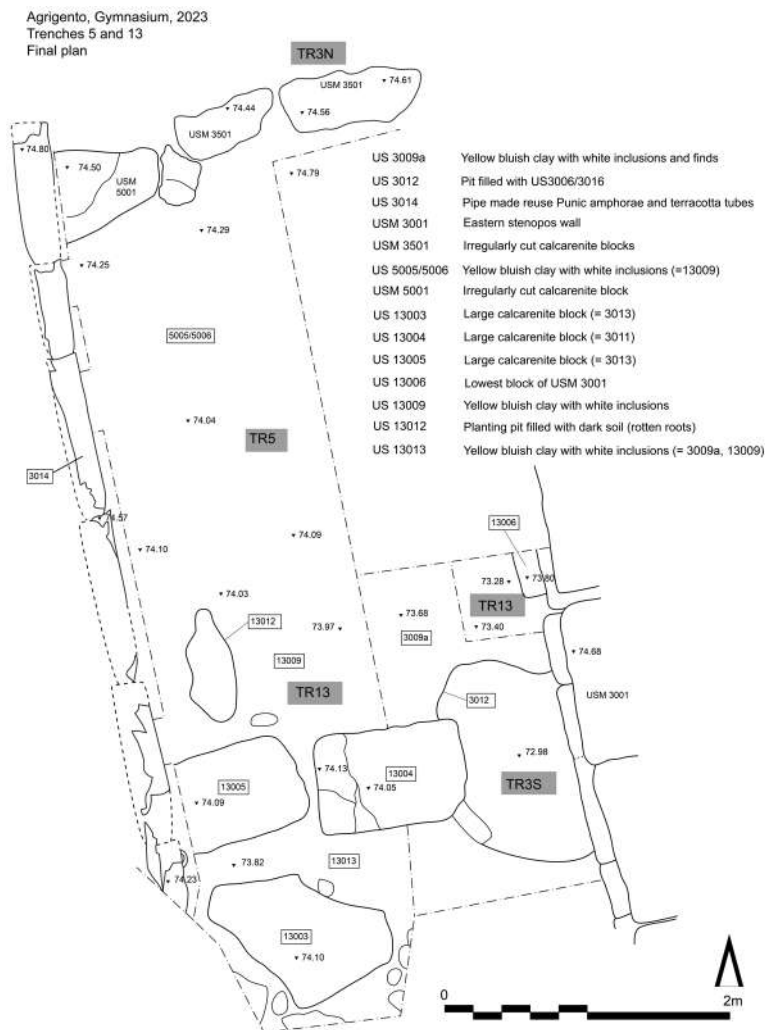 Agrigento, Gymnasium, 2023
Trenches 5 and 13
Final plan
TR3N
74.61
USM 3501
74.56
74.44
USM 3501
74.80
74.50
USM
5001
74.79
74.29
74.25
US 3009a Yellow bluish clay with white inclusions and finds
US 3012 Pit filled with US3006/3016
US 3014 Pipe made reuse Punic amphorae and terracotta tubes
USM 3001 Eastern stenopos wall
USM 3501 Irregularly cut calcarenite blocks
US 5005/5006 Yellow bluish clay with white inclusions (=13009)
USM 5001 Irregularly cut calcarenite block
US 13003 Large calcarenite block (= 3013)
US 13004 Large calcarenite block (= 3011)
US 13005 Large calcarenite block (= 3013)
US 13006 Lowest block of USM 3001
US 13009 Yellow bluish clay with white inclusions
US 13012 Planting pit filled with dark soil (rotten roots)
US 13013 Yellow bluish clay with white inclusions (= 3009a, 13009)
5005/5006
74.04
TR5
3014
74.57
74.10
74.09
13006
73.28
73.80
TR13
73.40
74.03
13012
73.97
73.68
3009a
13009
TR13
74.68
3012
USM 3001
72.98
TR3S
74.13
13004
74.05
13005
74.09
73.82
13013
74.23
13003
74.10
0
2m